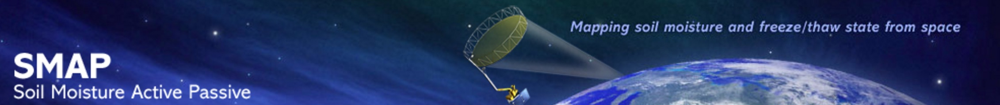 Mapping soil moisture and freeze/thaw state from space
SMAP
Soil Moisture Active Passive